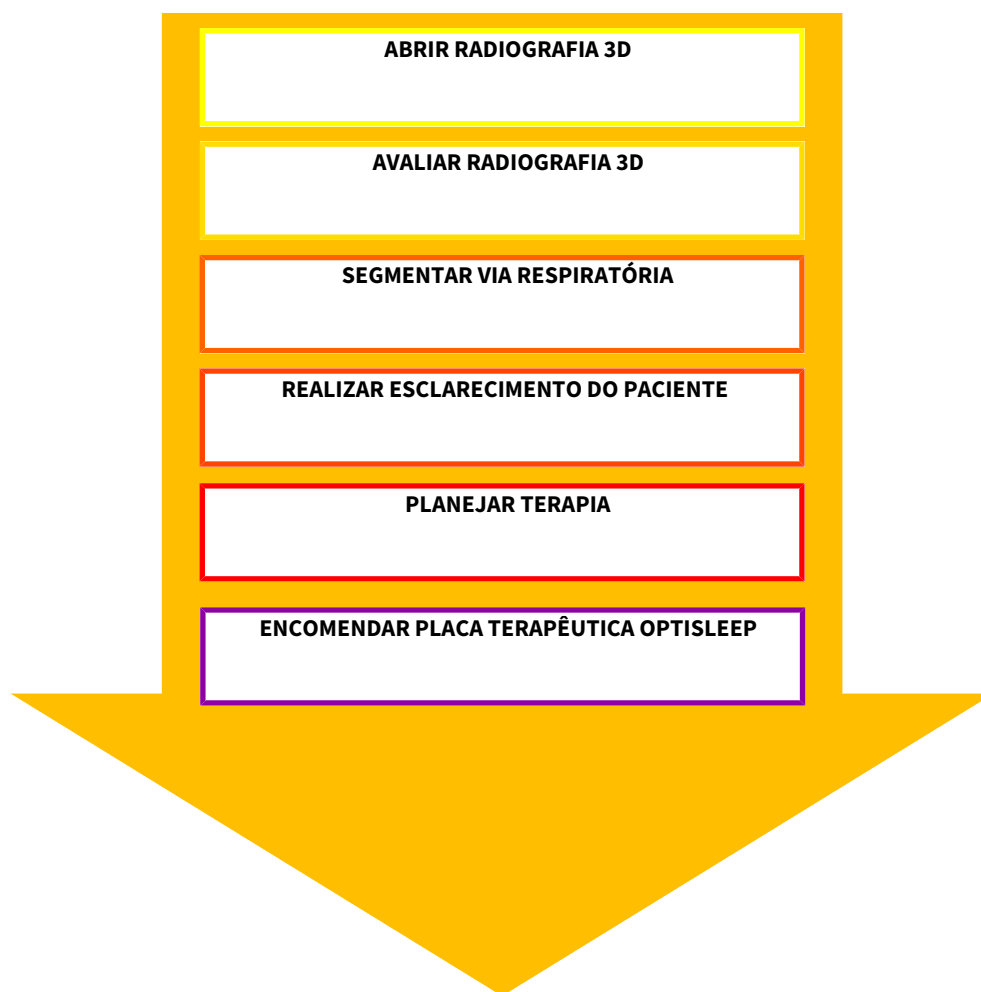 ABRIR RADIOGRAFIA 3D
AVALIAR RADIOGRAFIA 3D
SEGMENTAR VIA RESPIRATÓRIA
REALIZAR ESCLARECIMENTO DO PACIENTE
PLANEJAR TERAPIA
ENCOMENDAR PLACA TERAPÊUTICA OPTISLEEP